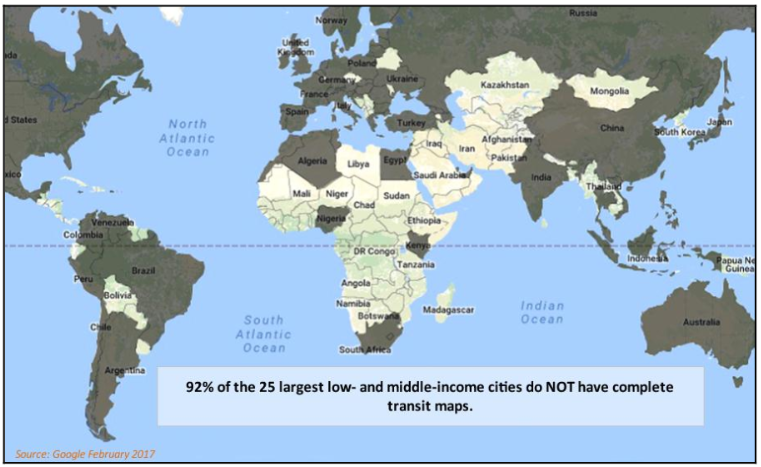 Norway
Russia
United
Kingdom
ada
Poland
Germany
Ukraine
Kazakhstan
Mongolia
France
Italy
d States
Spain
Turkey
North
Atlantic
Ocean
China
Japan
South Korea
Afghanistan
Iraq
Iran
Pakistan
Algeria
Libya
Egypt
Saudi Arabia
India
xico
Mali
Niger
Chad
Sudan
Thailand
Nigeria
Ethiopia
Venezuela
Colombia
DR Congo
Kenya
Indonesia
Papua Ne
Guinea
Tanzania
Peru
Brazil
Angola
Bolivia
Namibia
Botswana
Madagascar
Indian
Ocean
South
Atlantic
Ocean
Chile
Australia
South Africa
Argentina
92% of the 25 largest low- and middle-income cities do NOT have complete
transit maps.
Source: Google February 2017